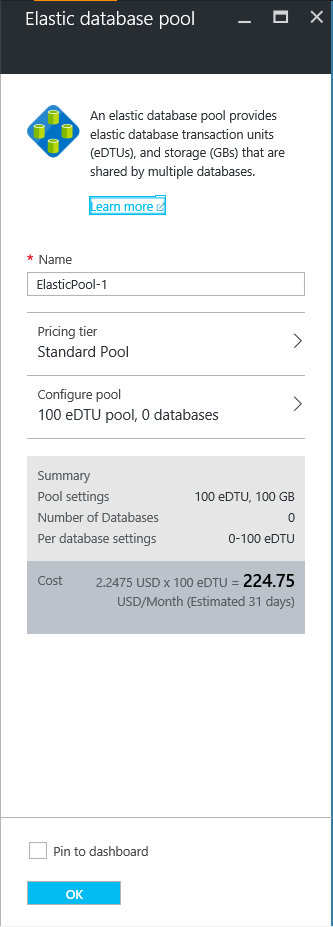 Elastic database pool
An elastic database pool provides
elastic database transaction units
(eDTUs), and storage (GBs) that are
shared by multiple databases.
Learn more
* Name
ElasticPool-1
Pricing tier
Standard Pool
Configure pool
100 eDTU pool, 0 databases
Summary
Pool settings 100 eDTU, 100 GB
Number of Databases 0
Per database settings 0-100 eDTU
Cost 2.2475 USD x 100 eDTU = 224.75
USD/Month (Estimated 31 days)
Pin to dashboard
OK